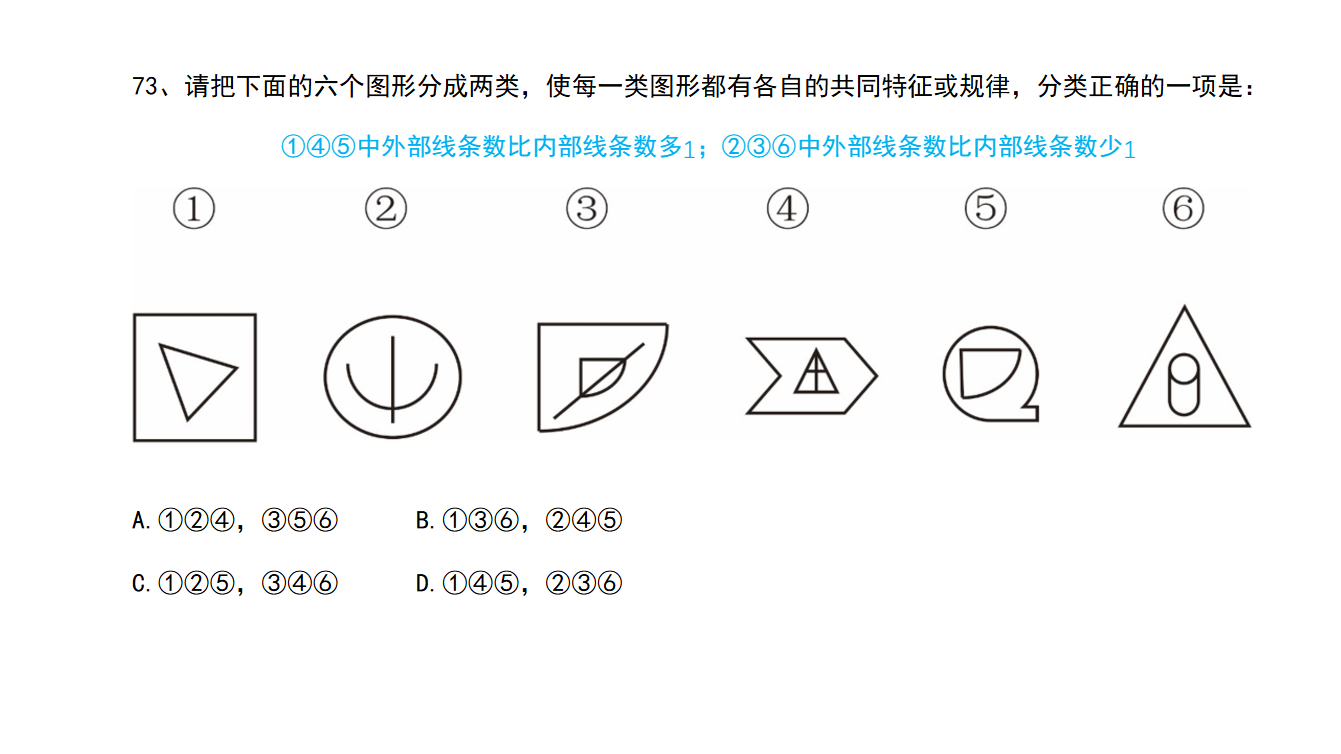 73、请把下面的六个图形分成两类，使每一类图形都有各自的共同特征或规律，分类正确的一项是：
①④⑤中外部线条数比内部线条数多1；②③⑥中外部线条数比内部线条数少1
① ② ③ ④ ⑤ ⑥
A.①②④，③⑤⑥ B.①③⑥，②④⑤
C.①②⑤，③④⑥ D.①④⑤，②③⑥